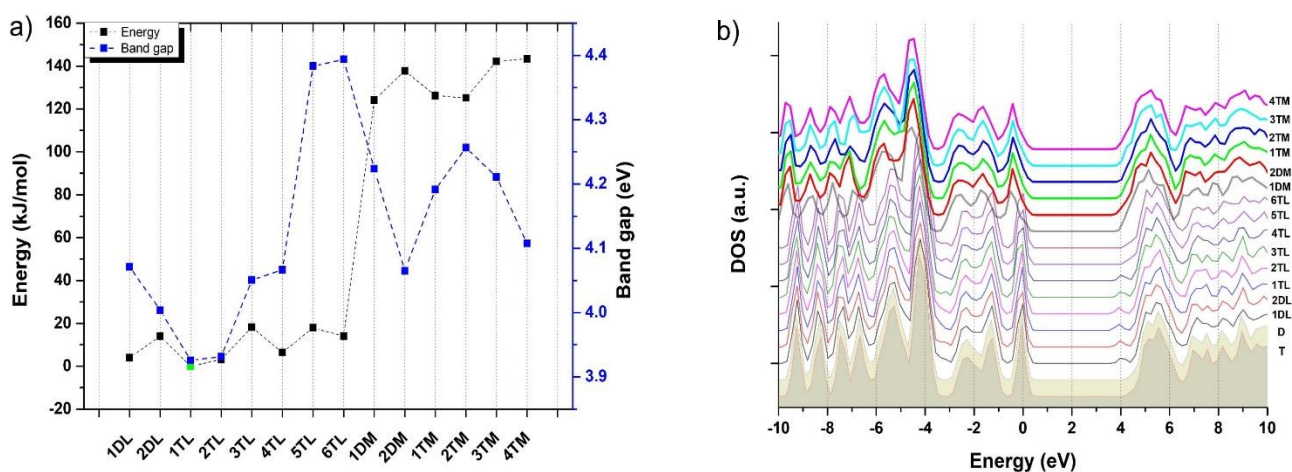 a)
Energy
Band gap
Energy (kJ/mol)
160
140
120
100
80
60
40
20
0
-20
Band gap (eV)
4.4
4.3
4.2
4.1
4.0
3.9
1DL
2DL
1TL
2TL
3TL
4TL
5TL
6TL
1DM
2DM
1TM
2TM
3TM
4TM
b)
DOS (a.u.)
4TM
3TM
2TM
1TM
2DM
1DM
6TL
5TL
4TL
3TL
2TL
1TL
2DL
1DL
D
T
-10 -8 -6 -4 -2 0 2 4 6 8 10
Energy (eV)